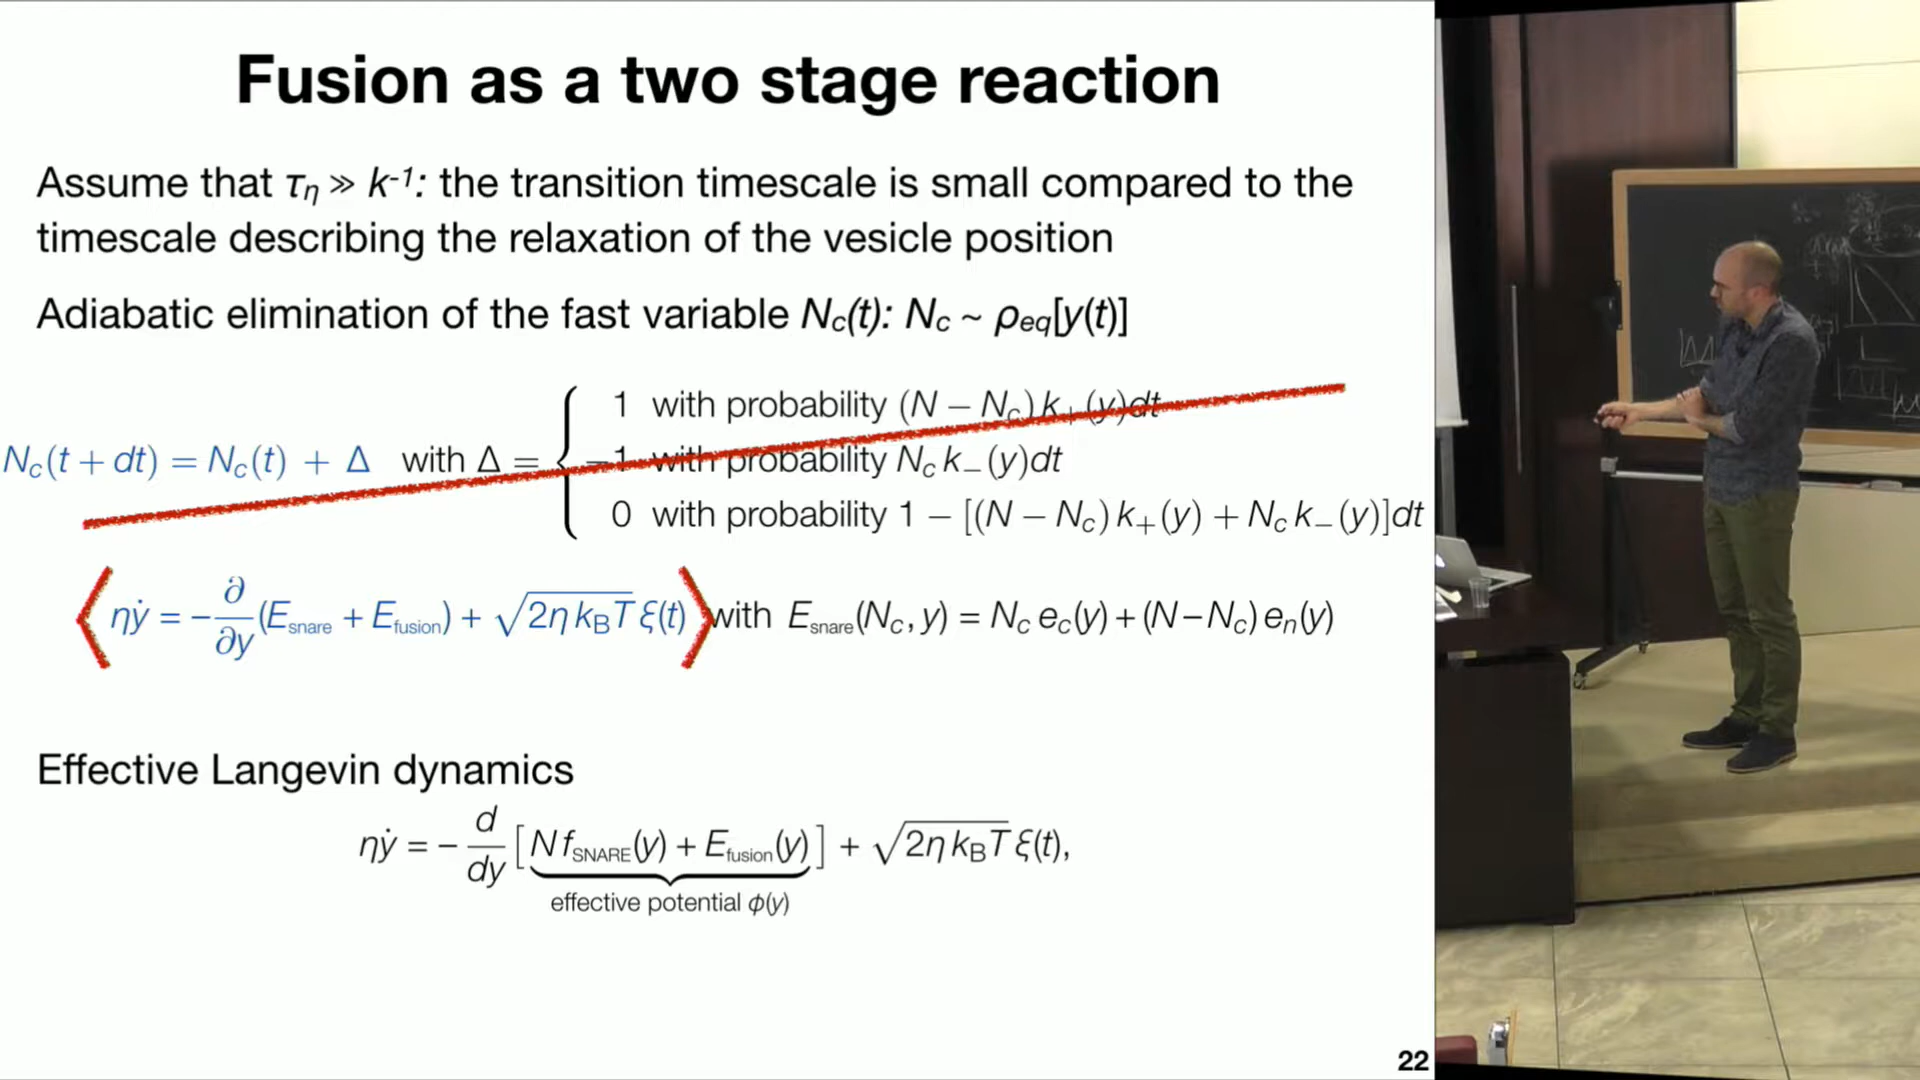 Fusion as a two stage reaction
Assume that τη ≫ k⁻¹: the transition timescale is small compared to the
timescale describing the relaxation of the vesicle position
Adiabatic elimination of the fast variable Nc(t): Nc ~ ρeq[y(t)]
1 with probability (N − Nc) k₊(y)dt
Nc(t + dt) = Nc(t) + Δ with Δ = { −1 with probability Nc k₋(y)dt
0 with probability 1 − [(N − Nc) k₊(y) + Nc k₋(y)]dt
⟨ηẏ = −∂/∂y (Esnare + Efusion) + √2η kBT ξ(t)⟩ with Esnare(Nc, y) = Nc ec(y) + (N−Nc) en(y)
Effective Langevin dynamics
ηẏ = − d/dy [N fSNARE(y) + Efusion(y)] + √2η kBT ξ(t),
effective potential ϕ(y)
22